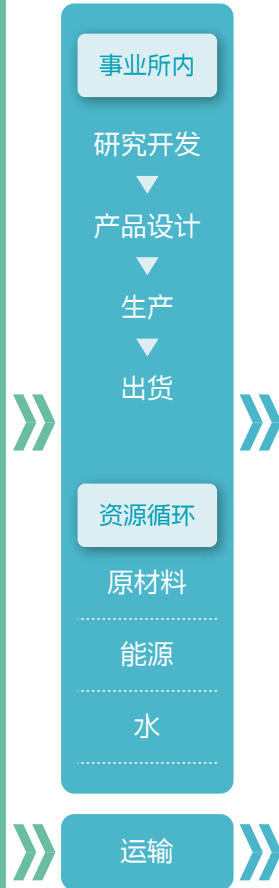 事业所内
研究开发
产品设计
生产
出货
资源循环
原材料
能源
水
运输